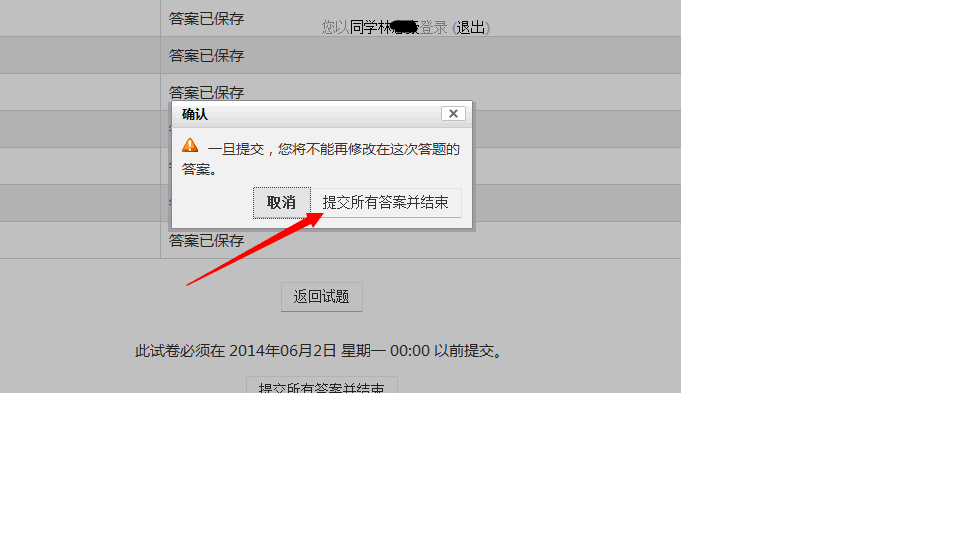 答案已保存
您以同学林 登录 (退出)
答案已保存
答案已保存
确认
一旦提交，您将不能再修改在这次答题的
答案。
取消 提交所有答案并结束
答案已保存
返回试题
此试卷必须在 2014年06月2日 星期一 00:00 以前提交。
提交所有答案并结束